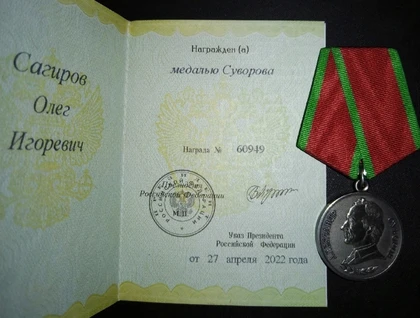 Сагиров
Олег
Игоревич
Награжден (а)
медалью Суворова
Награда № 60949
Президент
Российской Федерации
М.П.
Указ Президента
Российской Федерации
от 27 апреля 2022 года